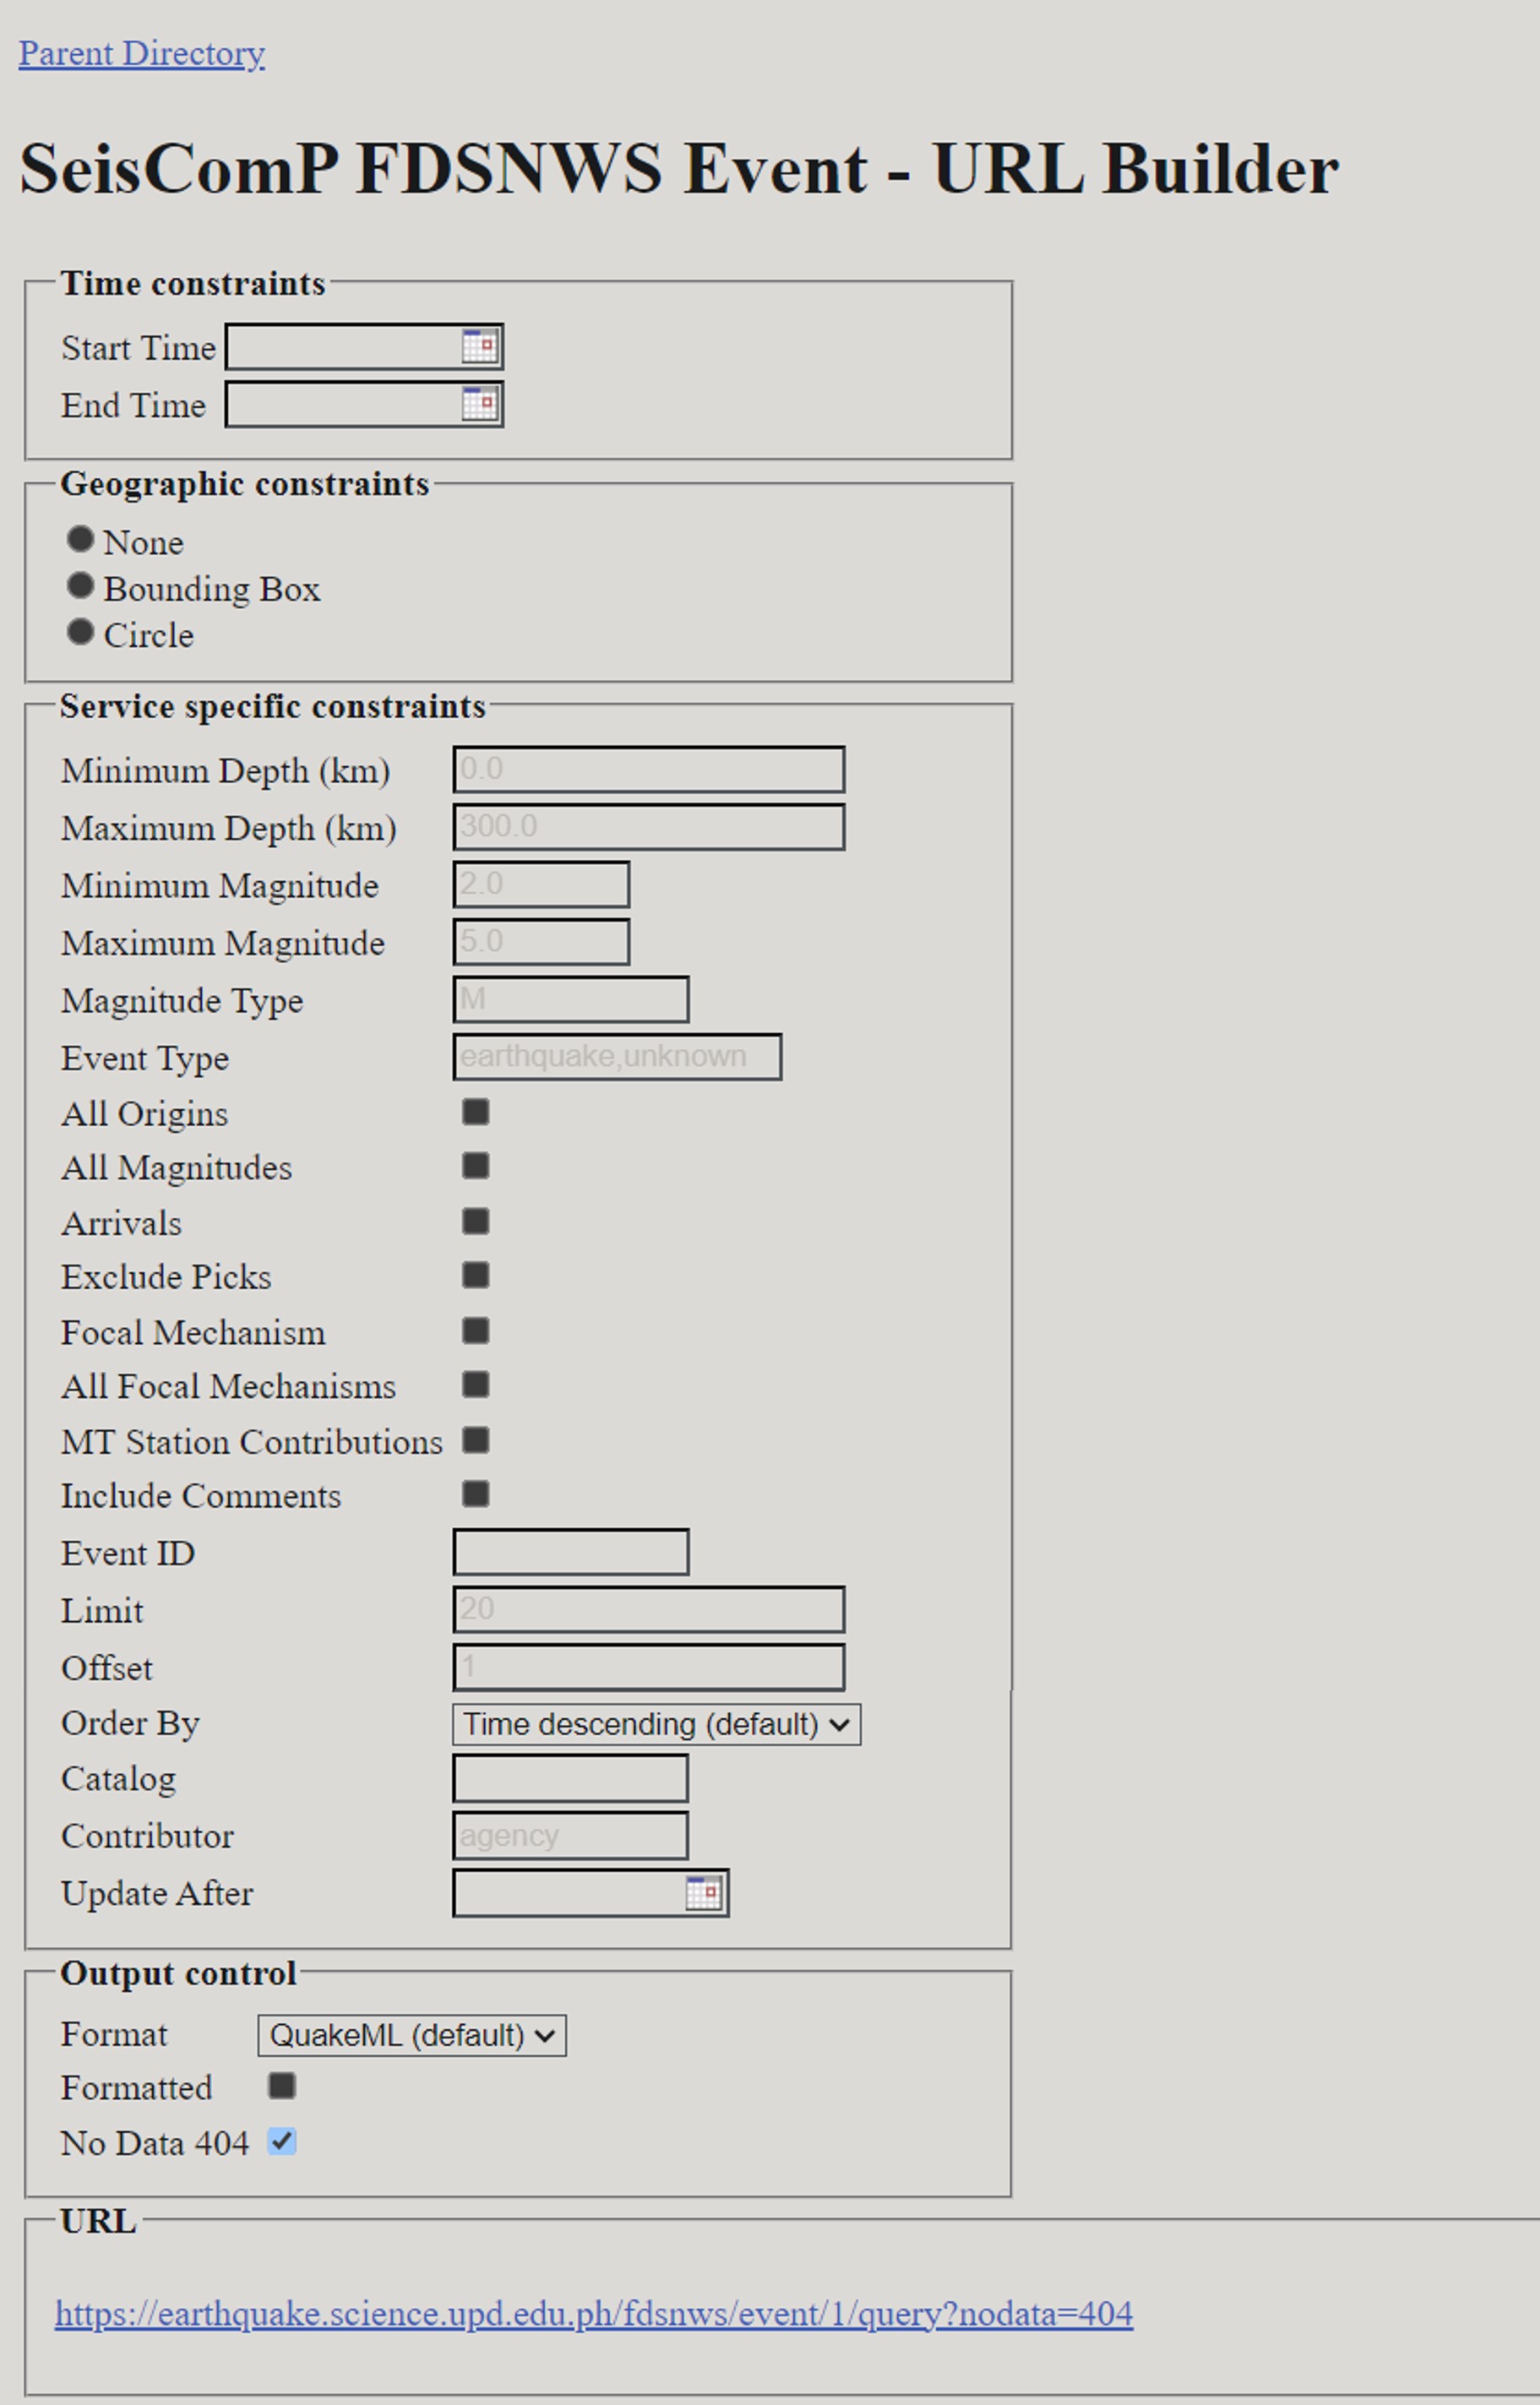 Parent Directory
SeisComP FDSNWS Event - URL Builder
Time constraints
Start Time
End Time
Geographic constraints
None
Bounding Box
Circle
Service specific constraints
Minimum Depth (km) 0.0
Maximum Depth (km) 300.0
Minimum Magnitude 2.0
Maximum Magnitude 5.0
Magnitude Type M
Event Type earthquake,unknown
All Origins
All Magnitudes
Arrivals
Exclude Picks
Focal Mechanism
All Focal Mechanisms
MT Station Contributions
Include Comments
Event ID
Limit 20
Offset 1
Order By Time descending (default)
Catalog
Contributor agency
Update After
Output control
Format QuakeML (default)
Formatted
No Data 404
URL
https://earthquake.science.upd.edu.ph/fdsnws/event/1/query?nodata=404